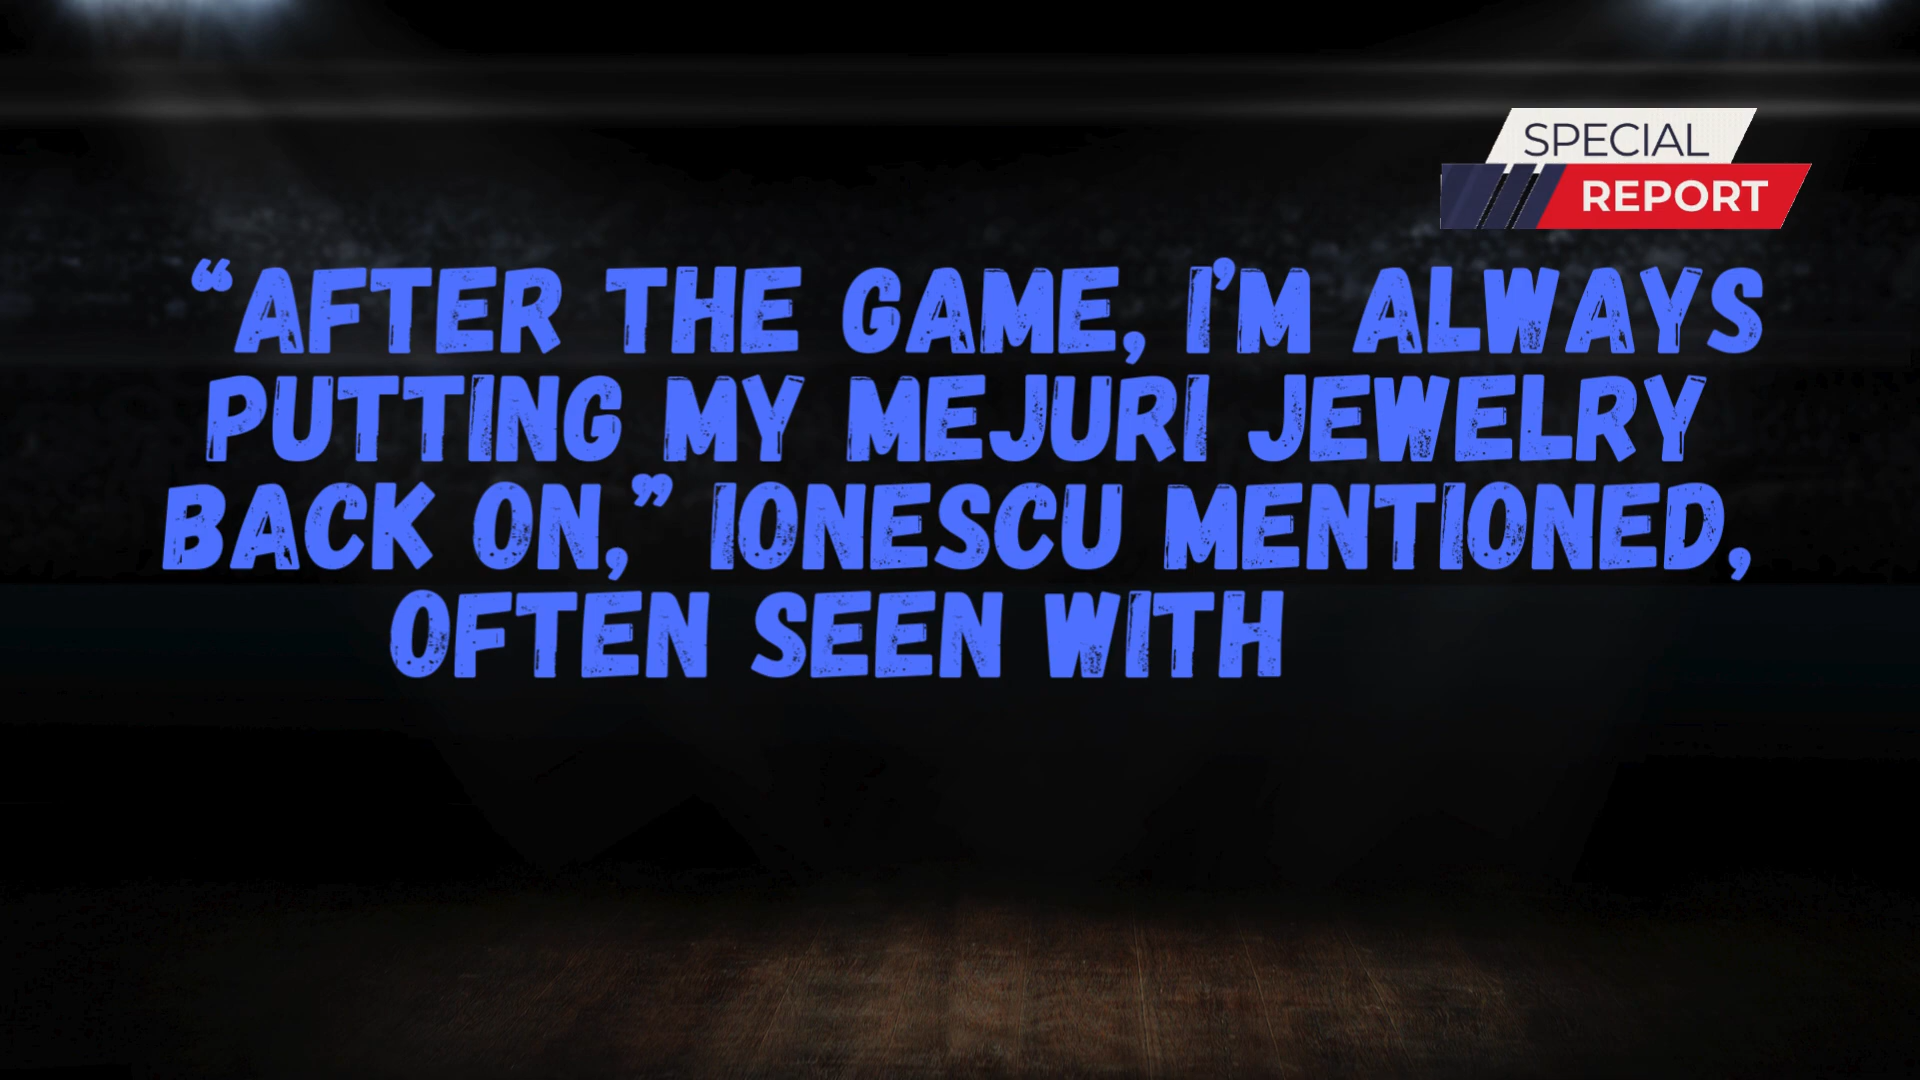 SPECIAL
REPORT
“AFTER THE GAME, I’M ALWAYS
PUTTING MY MEJURI JEWELRY
BACK ON,” IONESCU MENTIONED,
OFTEN SEEN WITH